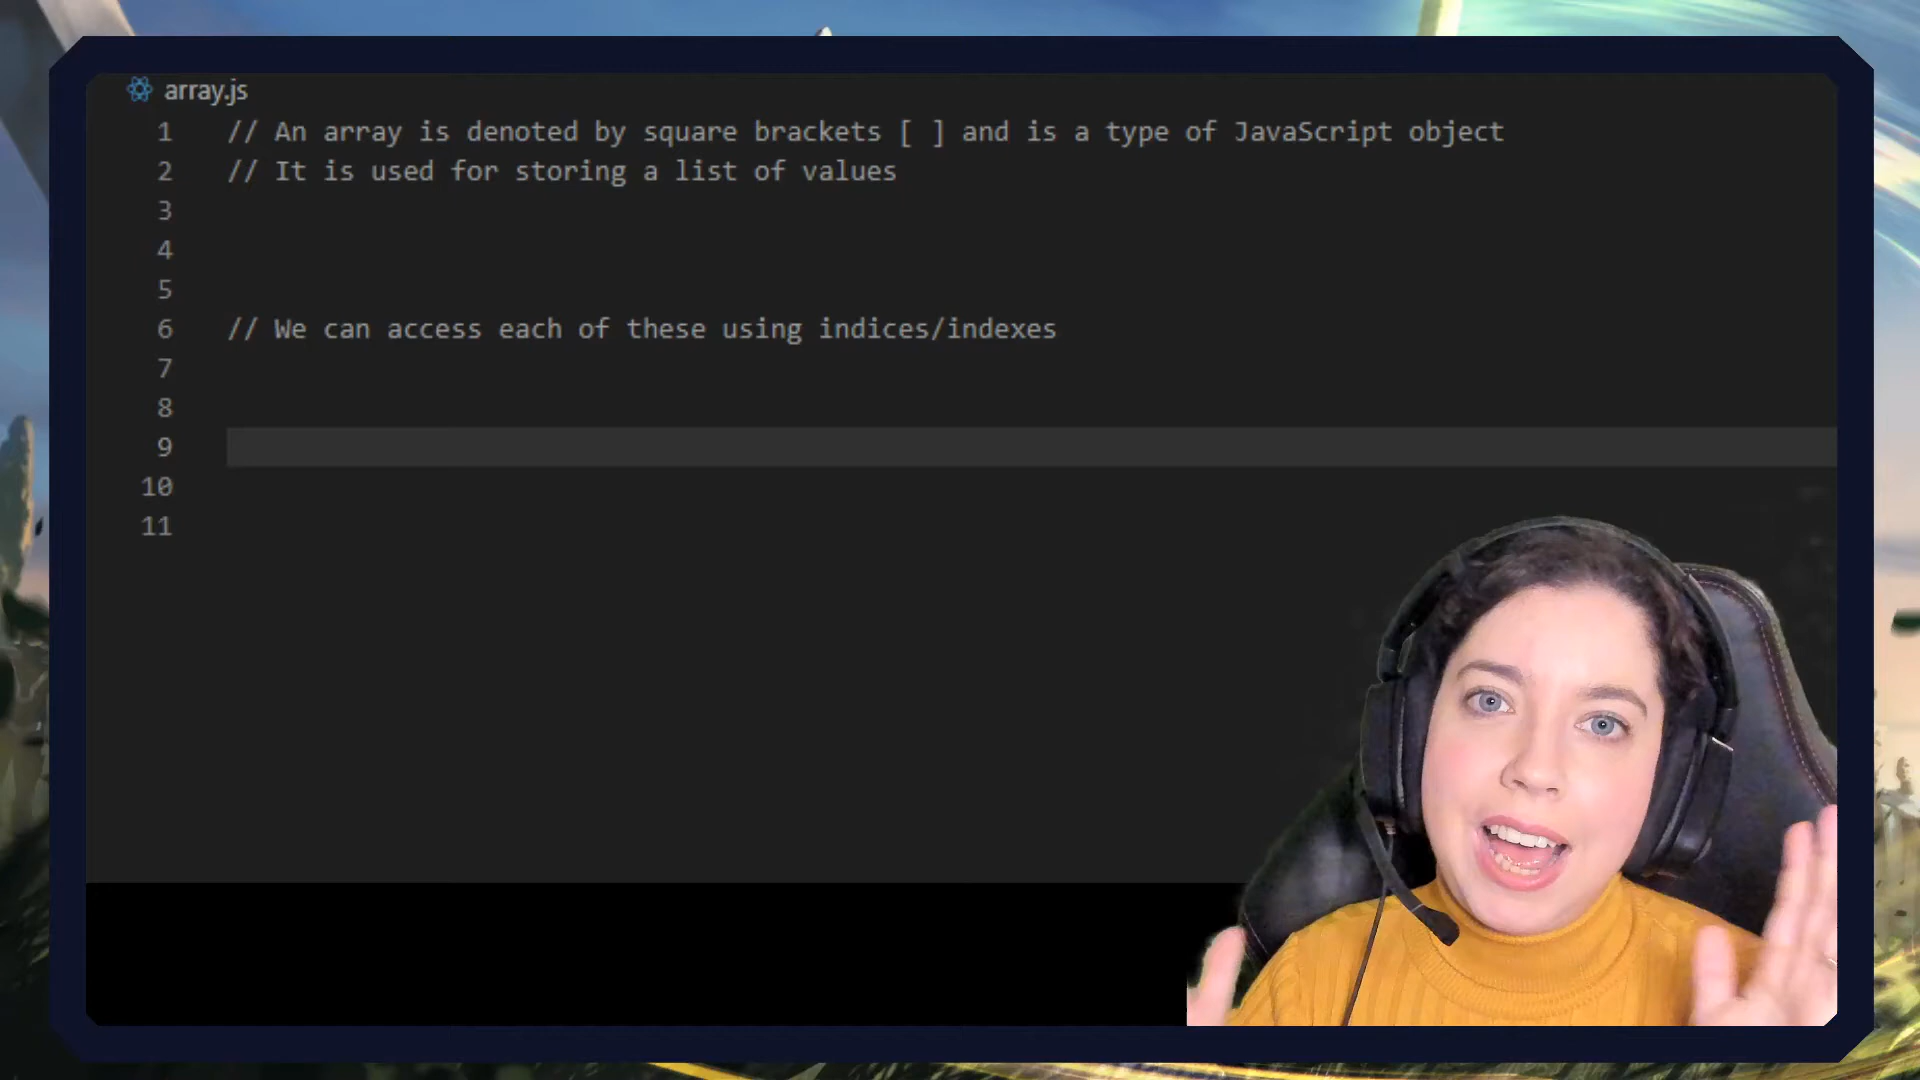 array.js
1 // An array is denoted by square brackets [ ] and is a type of JavaScript object
2 // It is used for storing a list of values
3
4
5
6 // We can access each of these using indices/indexes
7
8
9
10
11